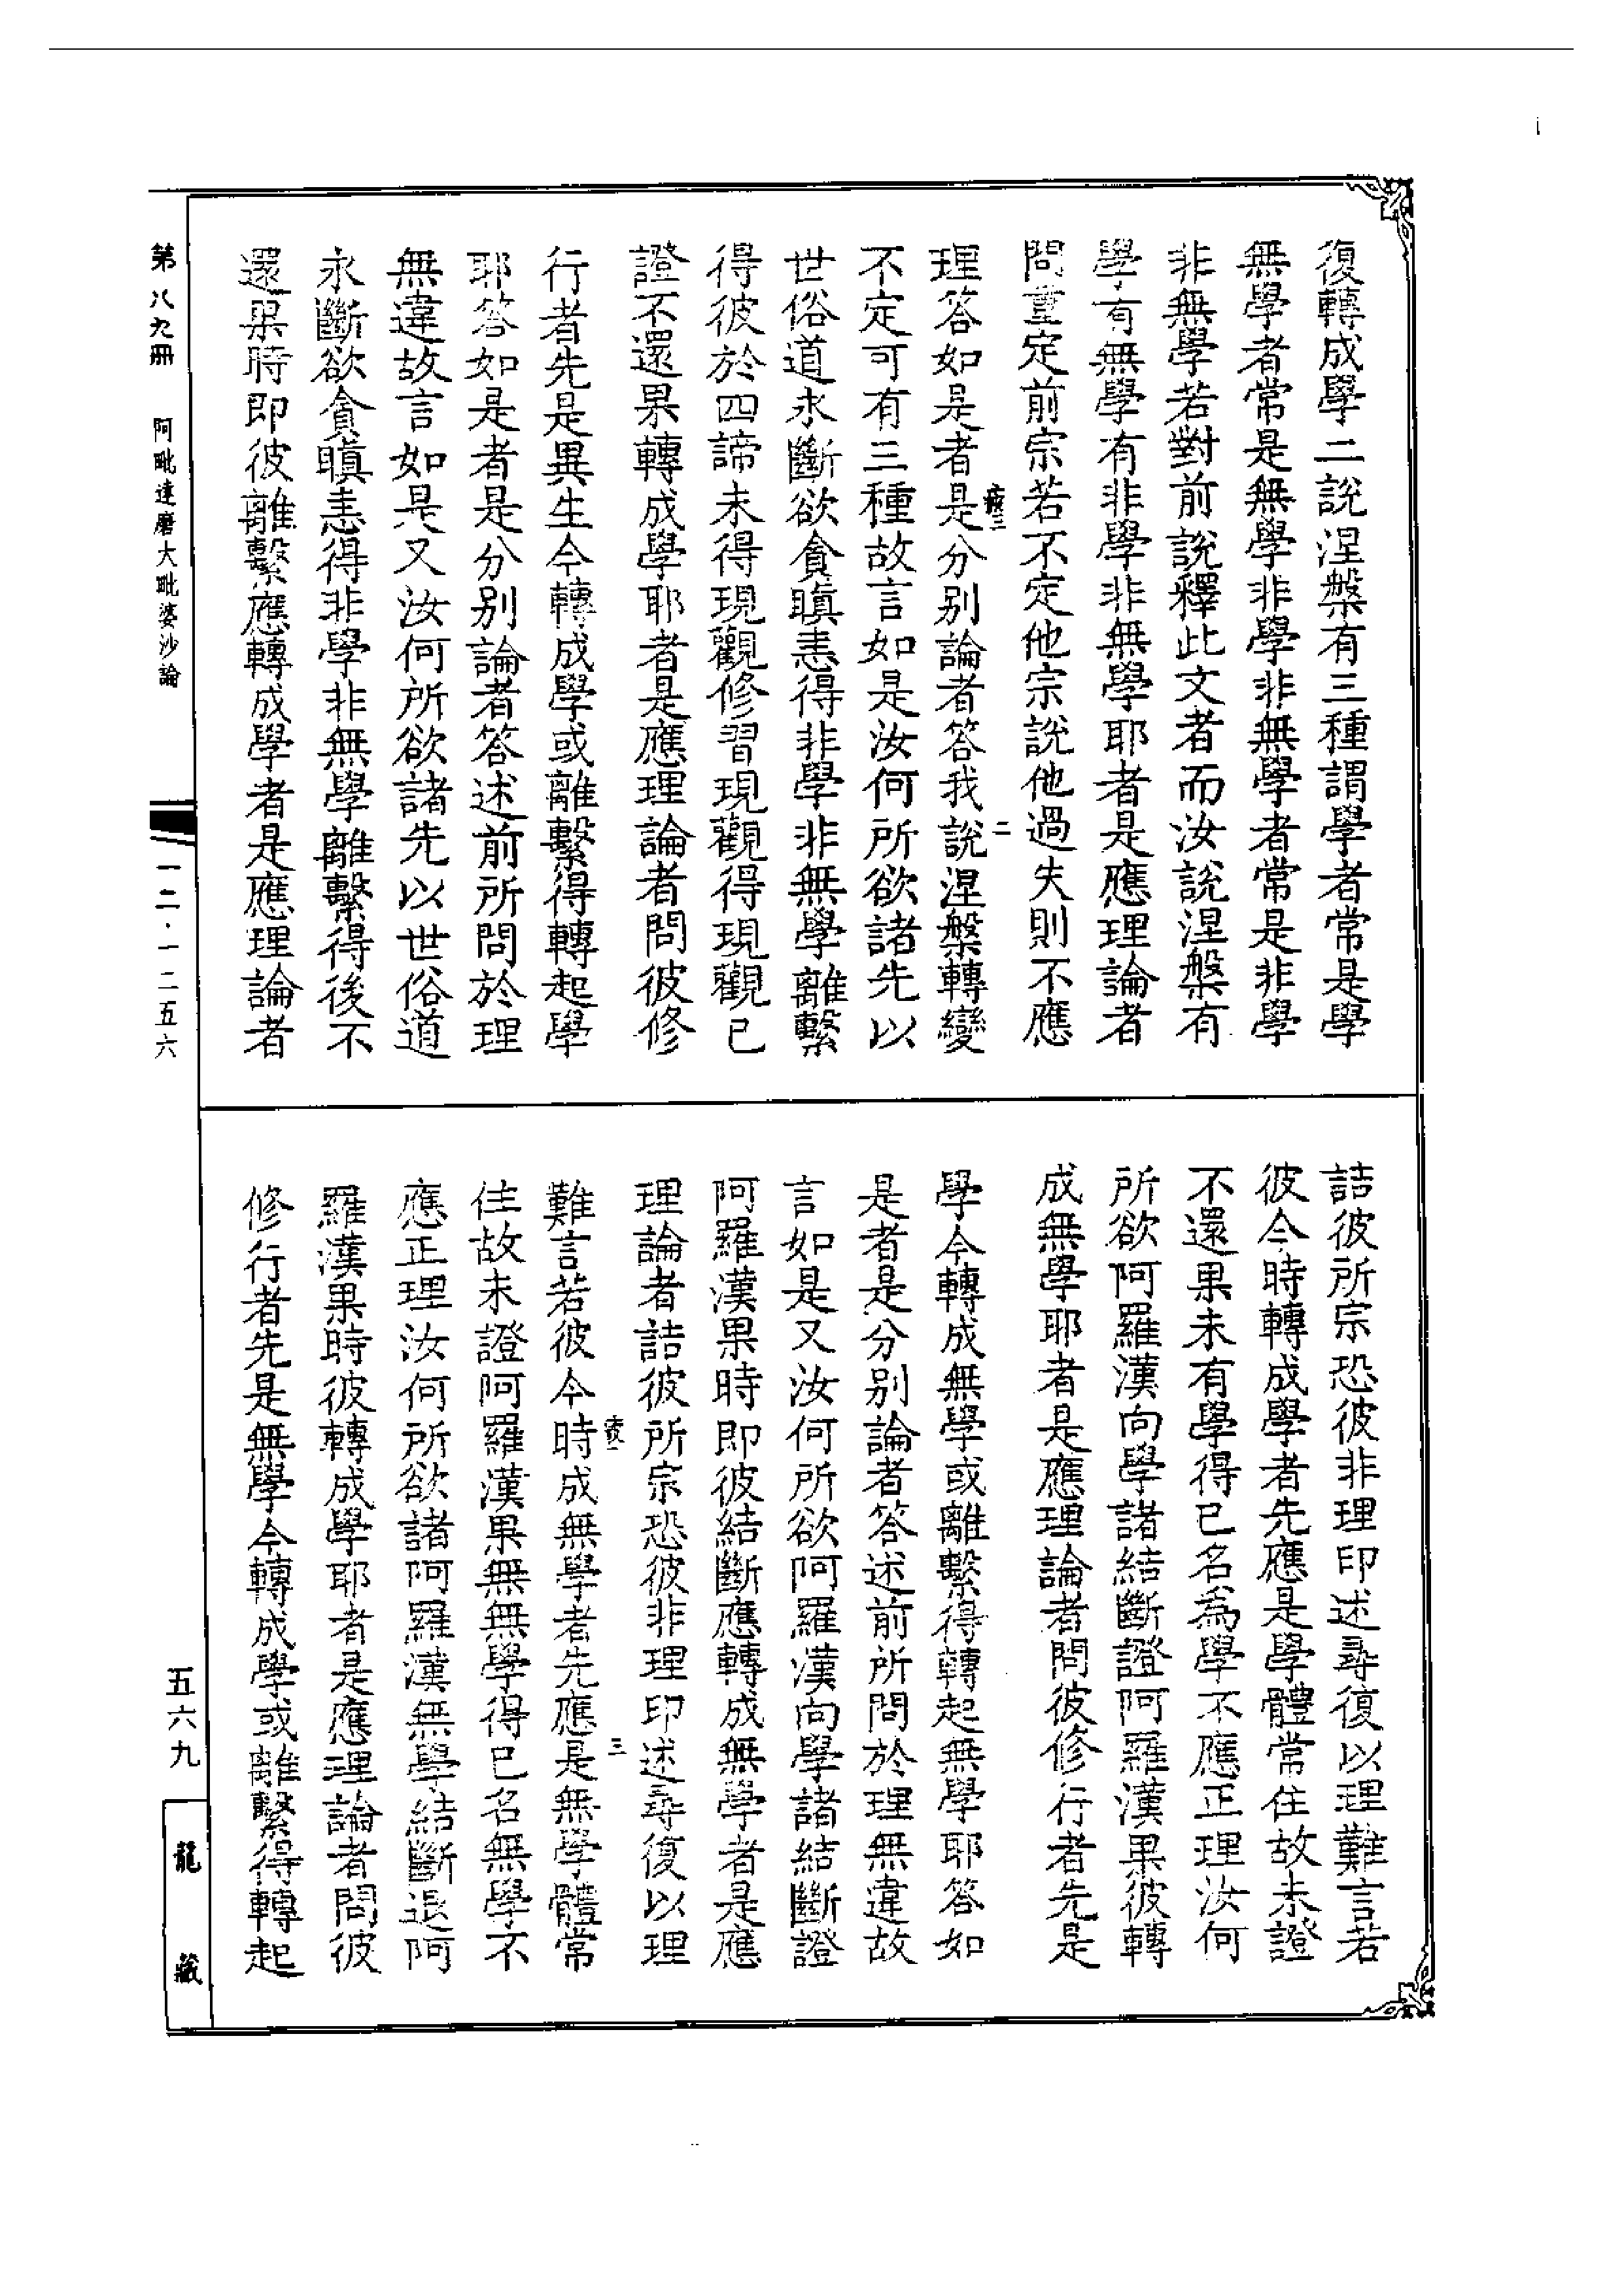 復轉成學二說涅槃有三種謂學者常是學
無學者常是無學非學非無學者常是非學
非無學若對前說釋此文者而汝說涅槃有
學有無學有非學非無學耶者是應理論者
問重定前宗若不定他宗說他過失則不應
理答如是者是分別論者答我說涅槃轉變
不定可有三種故言如是汝何所欲諸先以
世俗道永斷欲貪瞋恚得非學非無學離繫
得彼於四諦未得現觀修習現觀得現觀已
證不還果轉成學耶者是應理論者問彼修
行者先是異生今轉成學或離繫得轉起學
耶答如是者是分別論者答述前所問於理
無違故言如是又汝何所欲諸先以世俗道
永斷欲貪瞋恚得非學非無學離繫得後不
還果時即彼離繫應轉成學者是應理論者
詰彼所宗恐彼非理印述尋復以理難言若
彼今時轉成學者先應是學體常住故未證
不還果未有學得已名為學不應正理汝何
所欲阿羅漢向學諸結斷證阿羅漢果彼轉
成無學耶者是應理論者問彼修行者先是
學今轉成無學或離繫得轉起無學耶答如
是者是分別論者答述前所問於理無違故
言如是又汝何所欲阿羅漢向學諸結斷證
阿羅漢果時即彼結斷應轉成無學者是應
理論者詰彼所宗恐彼非理印述尋復以理
難言若彼今時成無學者先應是無學體常
住故未證阿羅漢果無無學得已名無學不
應正理汝何所欲諸阿羅漢無學結斷退阿
羅漢果時彼轉成學耶者是應理論者問彼
修行者先是無學今轉成學或離繫得轉起
第八九冊 阿毗達磨大毗婆沙論 一二·一二五六
五六九
龍藏
二
三